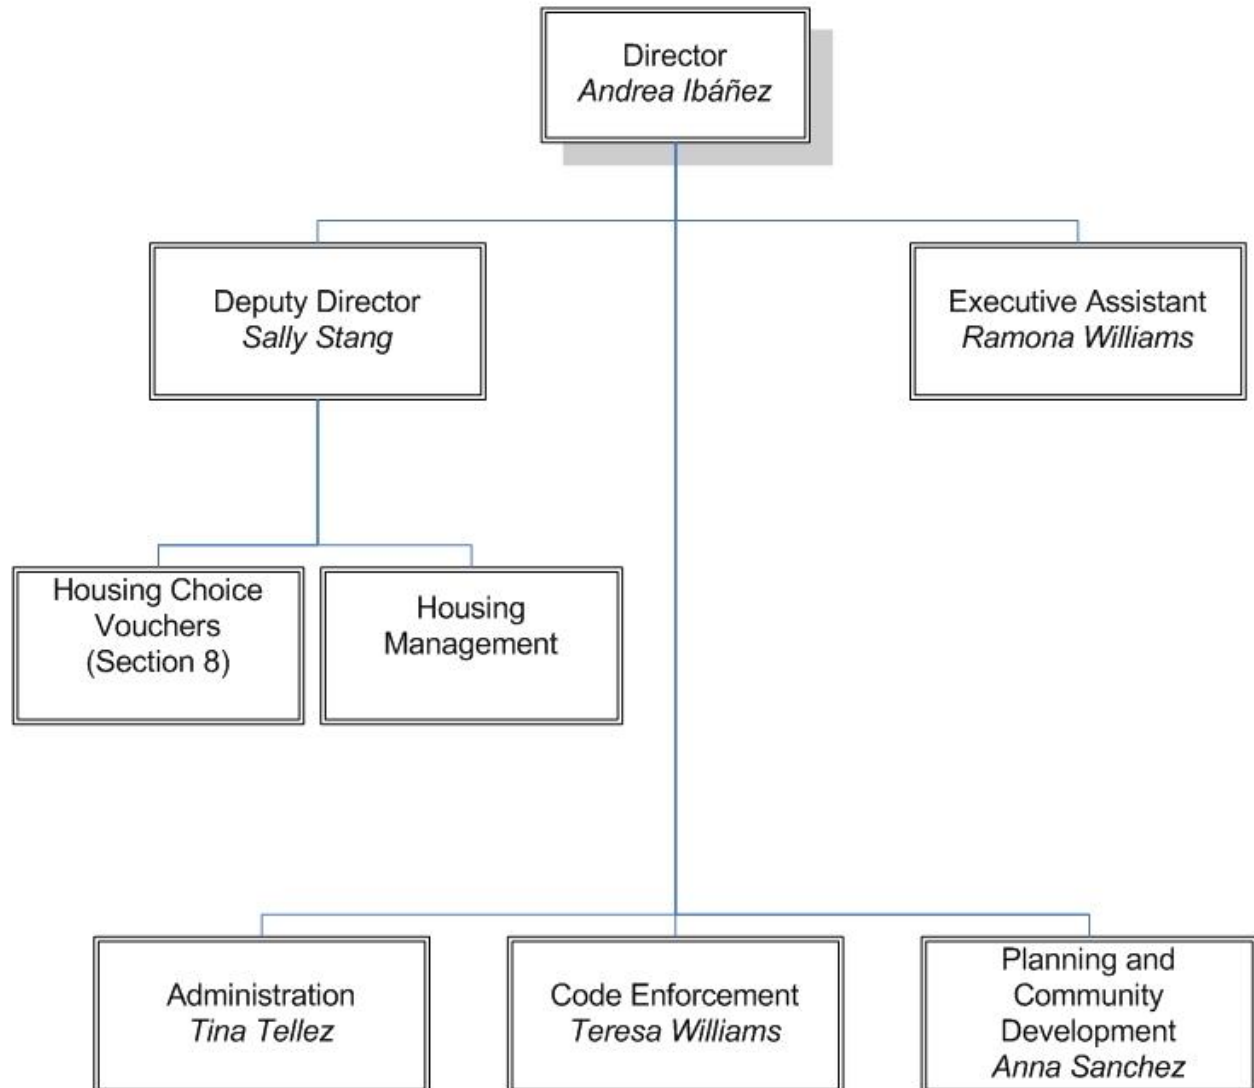 Director
Andrea Ibáñez
Deputy Director
Sally Stang
Executive Assistant
Ramona Williams
Housing Choice
Vouchers
(Section 8)
Housing
Management
Administration
Tina Tellez
Code Enforcement
Teresa Williams
Planning and
Community
Development
Anna Sanchez